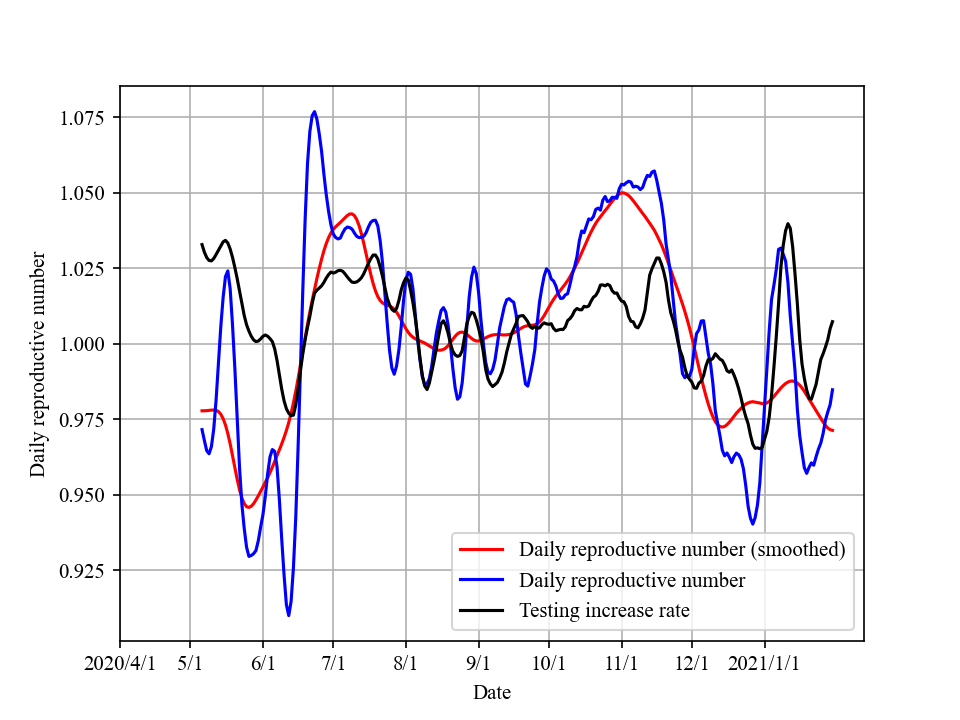 Daily reproductive number
1.075
1.050
1.025
1.000
0.975
0.950
0.925
Daily reproductive number (smoothed)
Daily reproductive number
Testing increase rate
2020/4/1 5/1 6/1 7/1 8/1 9/1 10/1 11/1 12/1 2021/1/1
Date